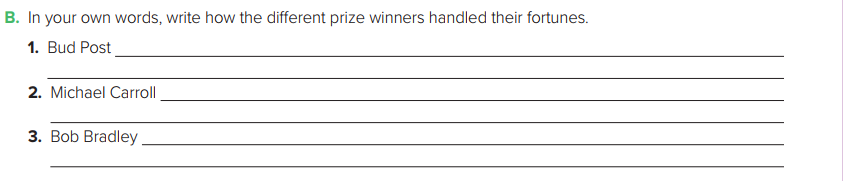 B. In your own words, write how the different prize winners handled their fortunes.
1. Bud Post
2. Michael Carroll
3. Bob Bradley